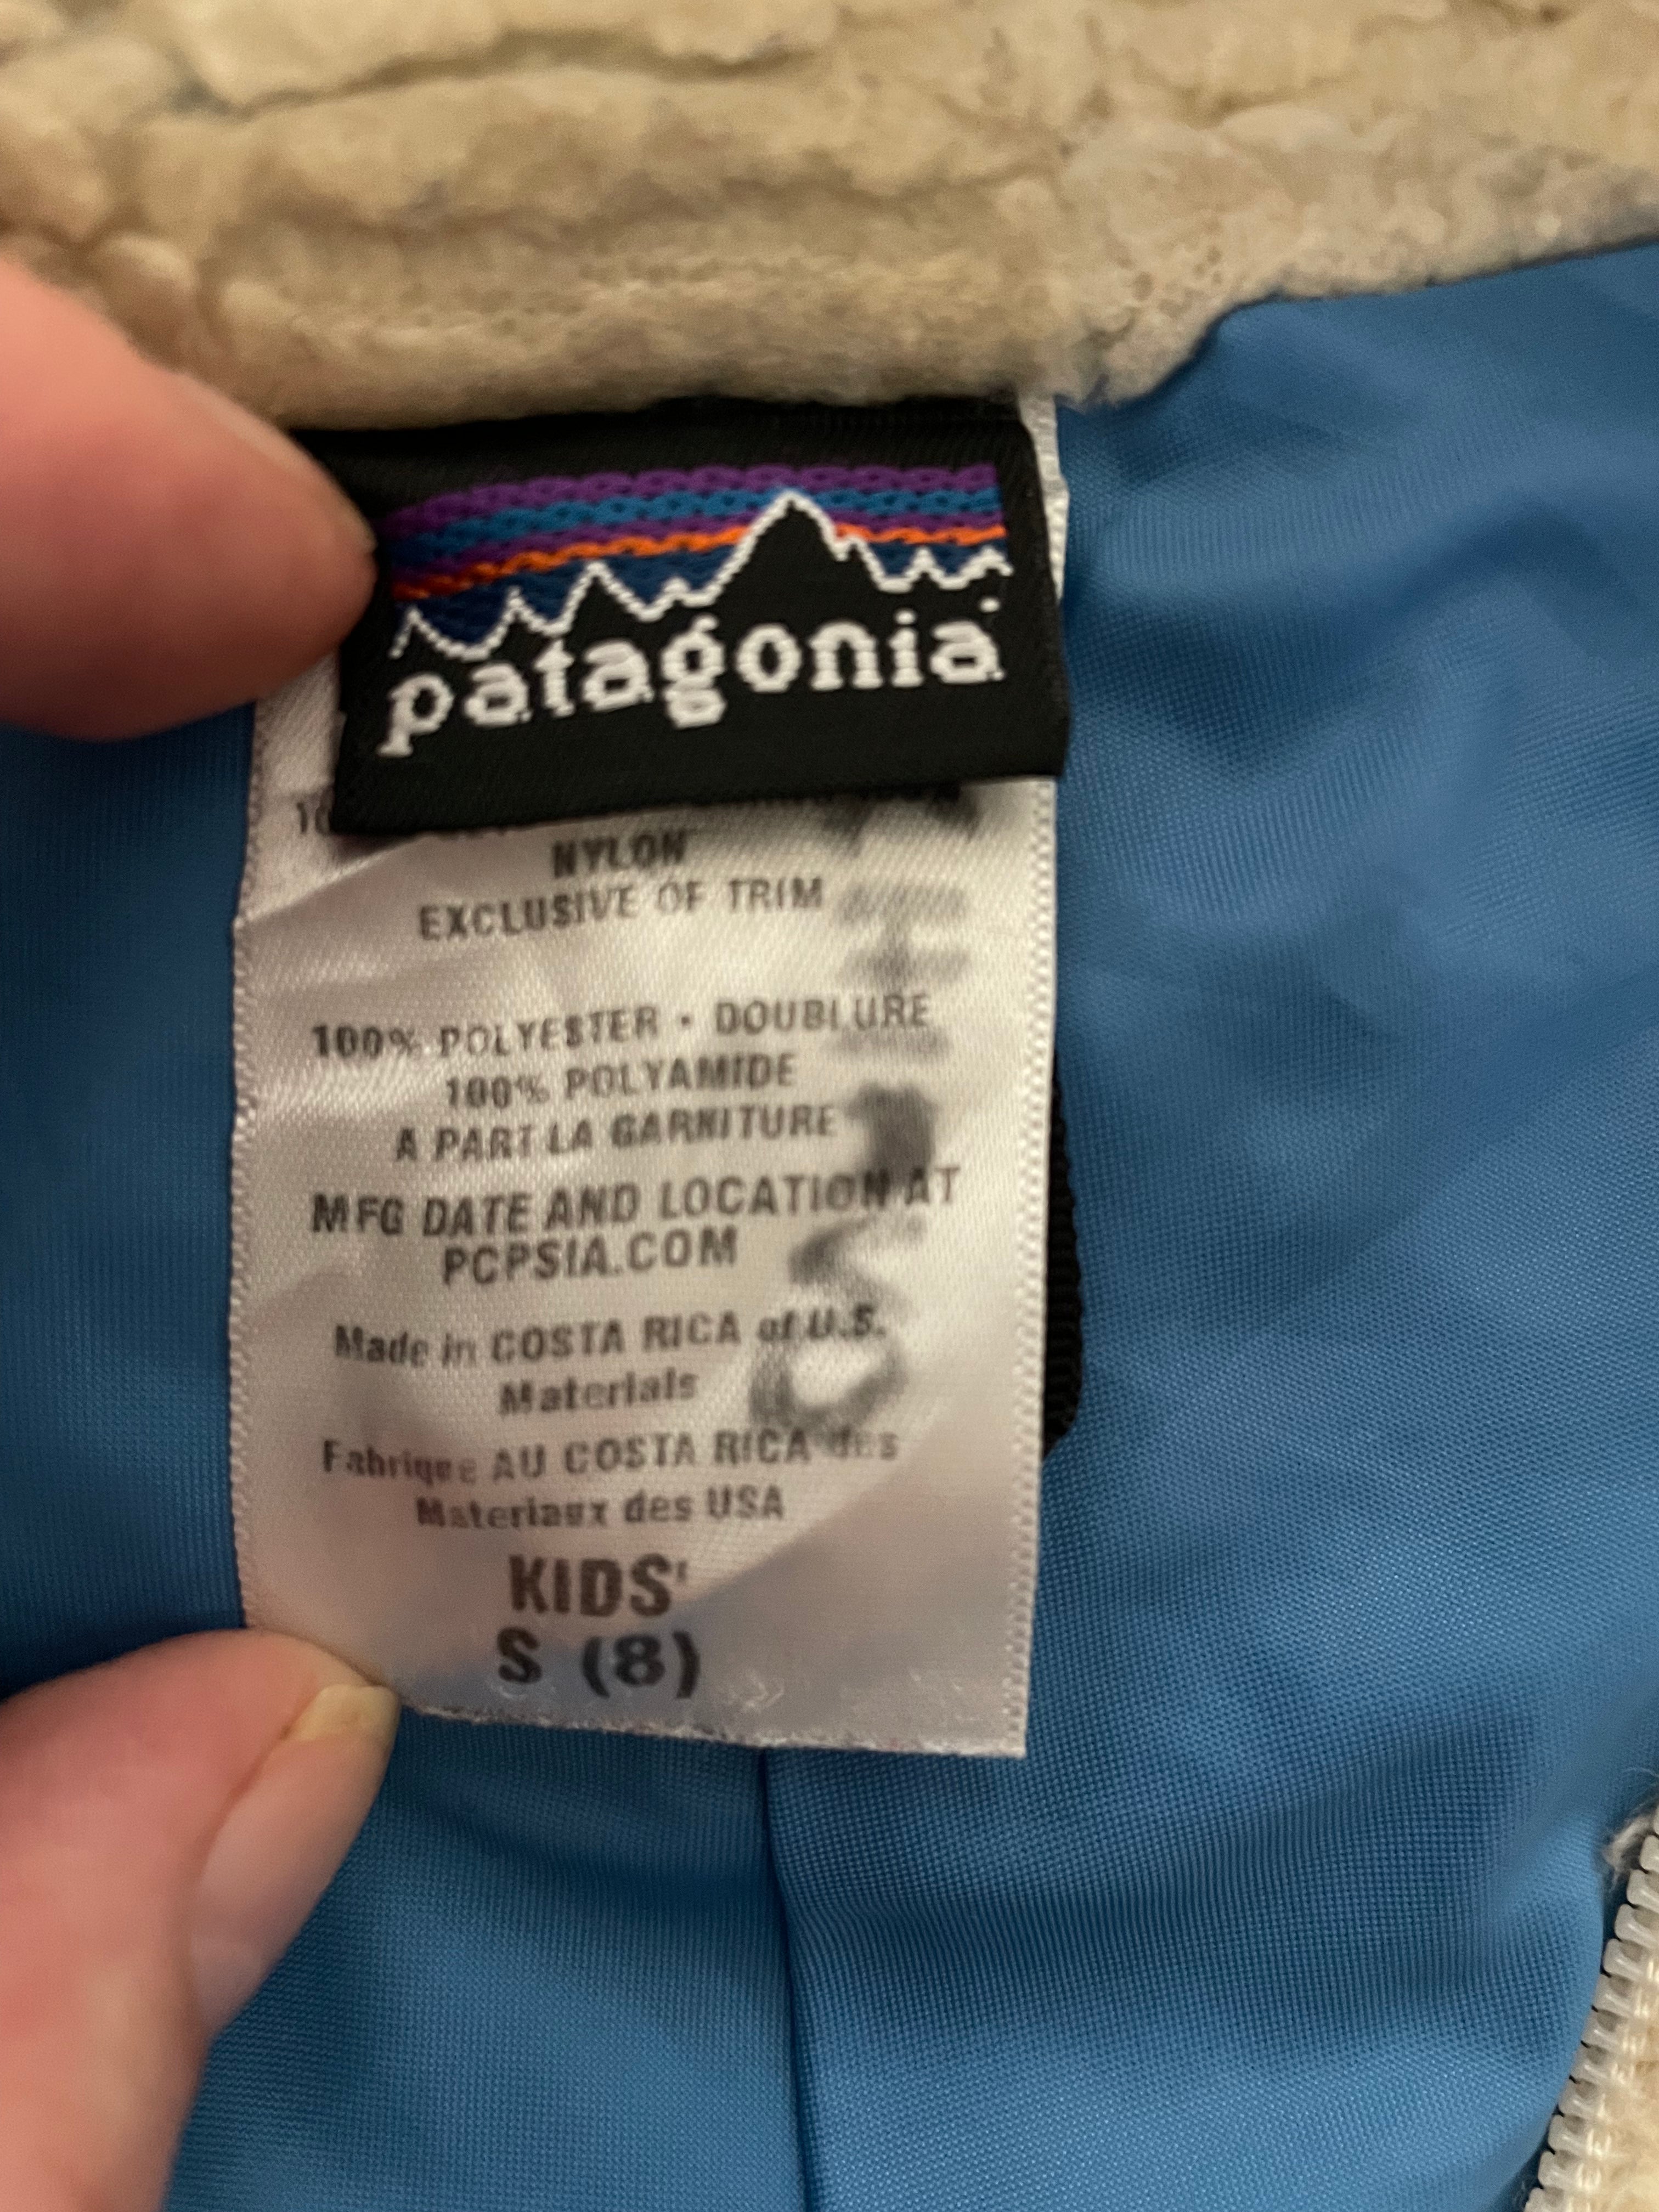 patagonia
NYLON
EXCLUSIVE OF TRIM
100% POLYESTER • DOUBLURE
100% POLYAMIDE
A PART LA GARNITURE
MFG DATE AND LOCATION AT
PCPSIA.COM
Made in COSTA RICA of U.S.
Materials
Fabrique AU COSTA RICA des
Materiaux des USA
KIDS'
S (8)